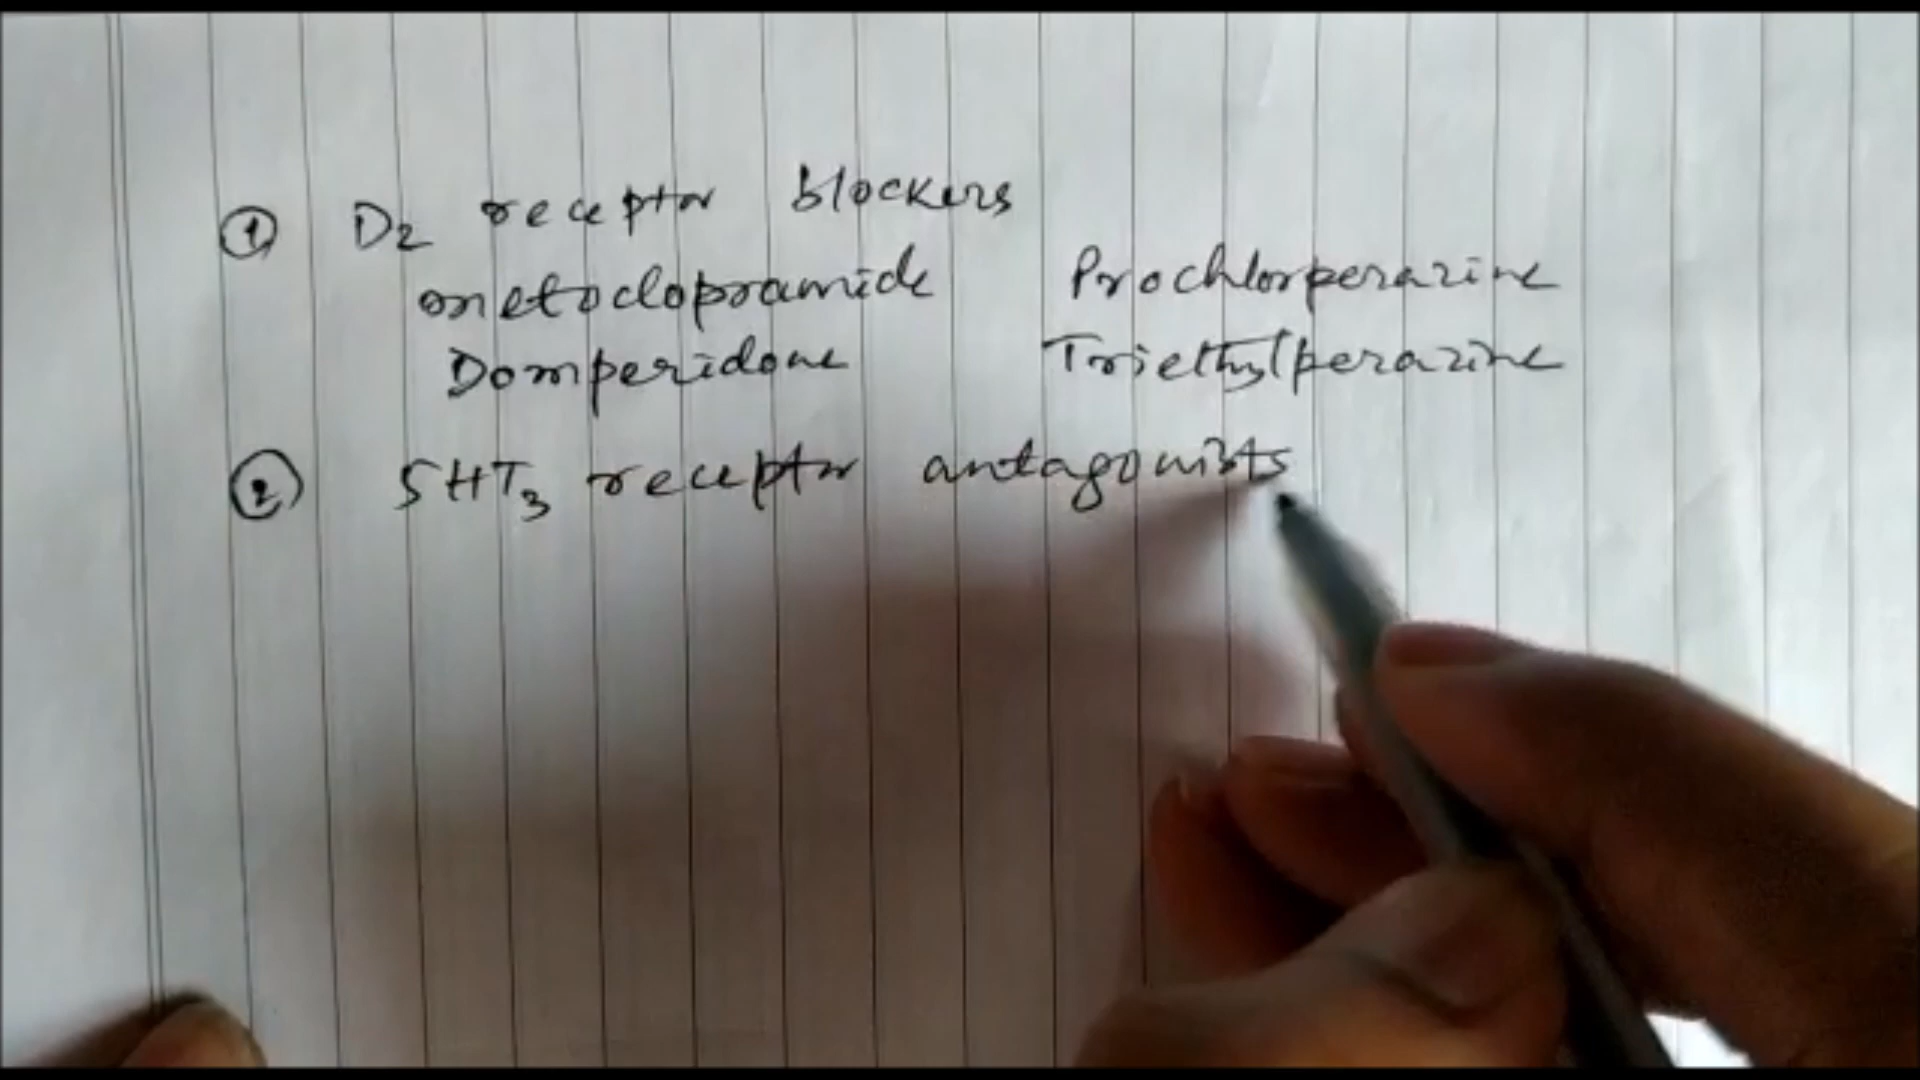 ① D2 receptor blockers
metoclopramide Prochlorperazine
Domperidone Triethylperazine
② 5HT3 receptor antagonists